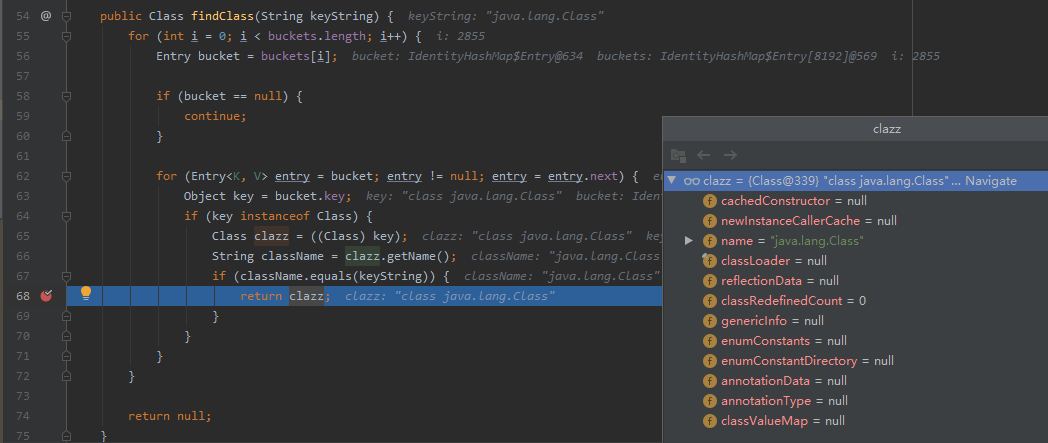 54 @ public Class findClass(String keyString) { keyString: "java.lang.Class"
55 for (int i = 0; i < buckets.length; i++) { i: 2855
56 Entry bucket = buckets[i]; bucket: IdentityHashMap$Entry@634 buckets: IdentityHashMap$Entry[8192]@569 i: 2855
57
58 if (bucket == null) {
59 continue;
60 }
61
62 for (Entry<K, V> entry = bucket; entry != null; entry = entry.next) {
63 Object key = bucket.key; key: "class java.lang.Class" bucket: Ident
64 if (key instanceof Class) {
65 Class clazz = ((Class) key); clazz: "class java.lang.Class" key
66 String className = clazz.getName(); className: "java.lang.Class
67 if (className.equals(keyString)) { className: "java.lang.Class"
68 return clazz; clazz: "class java.lang.Class"
69 }
70 }
71 }
72 }
73
74 return null;
75 }
clazz
clazz = {Class@339} "class java.lang.Class" ... Navigate
f cachedConstructor = null
f newInstanceCallerCache = null
f name = "java.lang.Class"
f classLoader = null
f reflectionData = null
f classRedefinedCount = 0
f genericInfo = null
f enumConstants = null
f enumConstantDirectory = null
f annotationData = null
f annotationType = null
f classValueMap = null